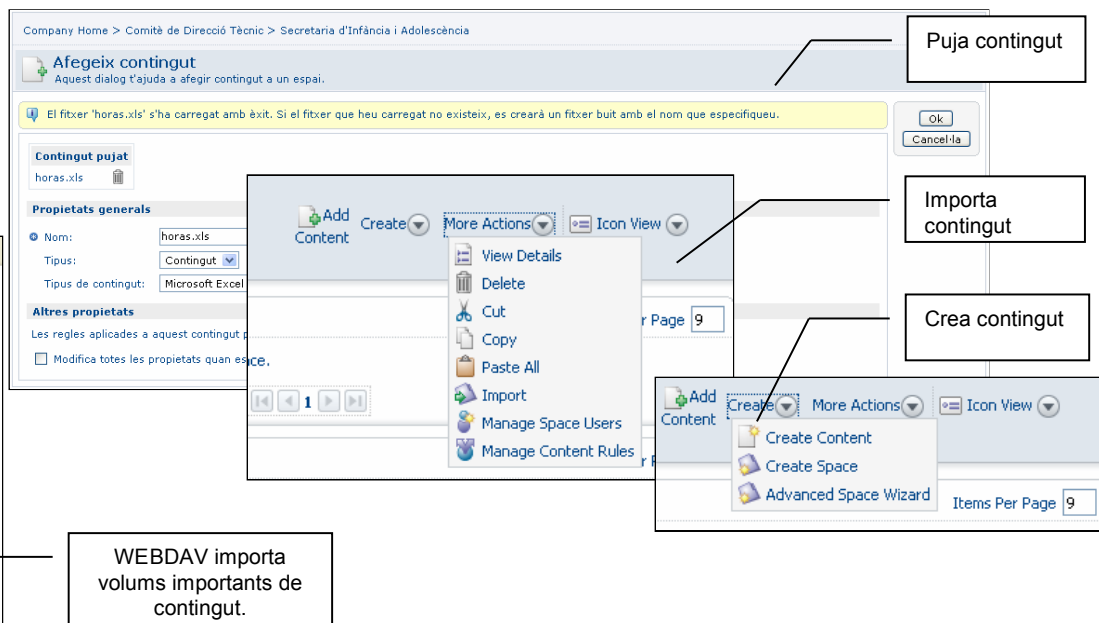 Company Home > Comitè de Direcció Tècnic > Secretaria d'Infància i Adolescència
Afegeix contingut
Aquest dialog t'ajuda a afegir contingut a un espai.
El fitxer 'horas.xls' s'ha carregat amb èxit. Si el fitxer que heu carregat no existeix, es crearà un fitxer buit amb el nom que especifiqueu.
Ok
Cancel·la
Contingut pujat
horas.xls
Propietats generals
Nom: horas.xls
Tipus: Contingut
Tipus de contingut: Microsoft Excel
Altres propietats
Les regles aplicades a aquest contingut
Modifica totes les propietats quan es
Puja contingut
Add Content
Create
More Actions
Icon View
View Details
Delete
Cut
Copy
Paste All
Import
Manage Space Users
Manage Content Rules
Page 9
1
Importa
contingut
Crea contingut
Add Content
Create
More Actions
Icon View
Create Content
Create Space
Advanced Space Wizard
Items Per Page 9
WEBDAV importa
volums importants de
contingut.